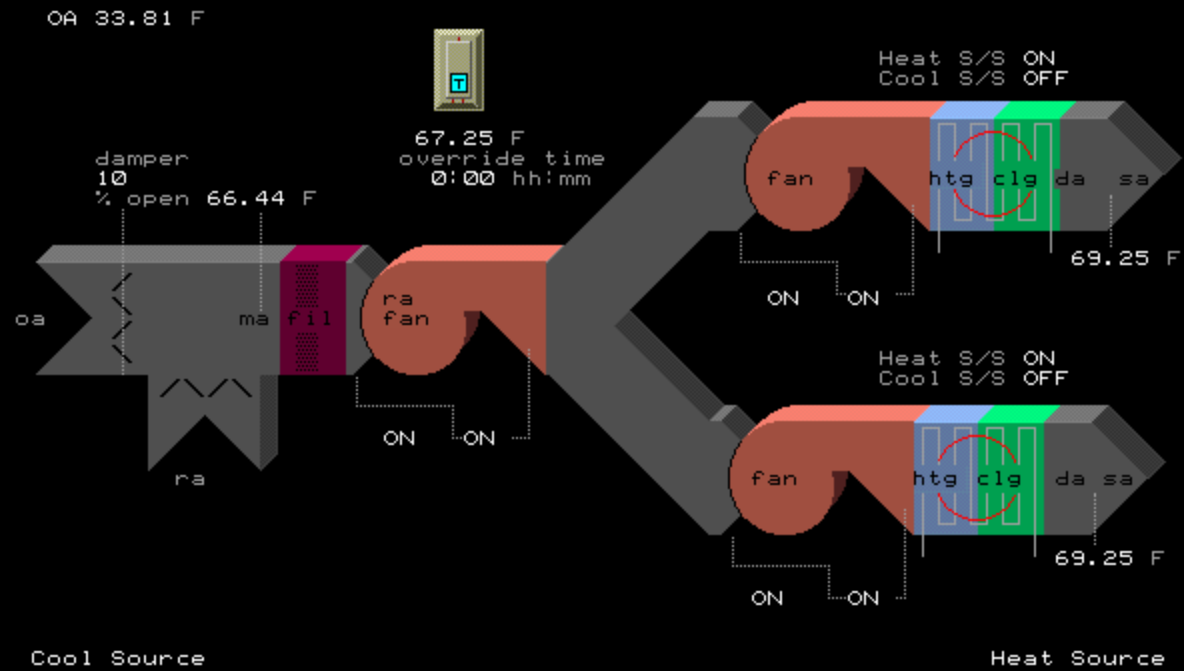 OA 33.81 F
T
67.25 F
override time
0:00 hh:mm
damper
10
% open 66.44 F
oa
ma
fil
ra
fan
ra
ON
ON
Heat S/S ON
Cool S/S OFF
fan
htg
clg
da
sa
69.25 F
ON
ON
Heat S/S ON
Cool S/S OFF
fan
htg
clg
da
sa
69.25 F
ON
ON
Cool Source
Heat Source